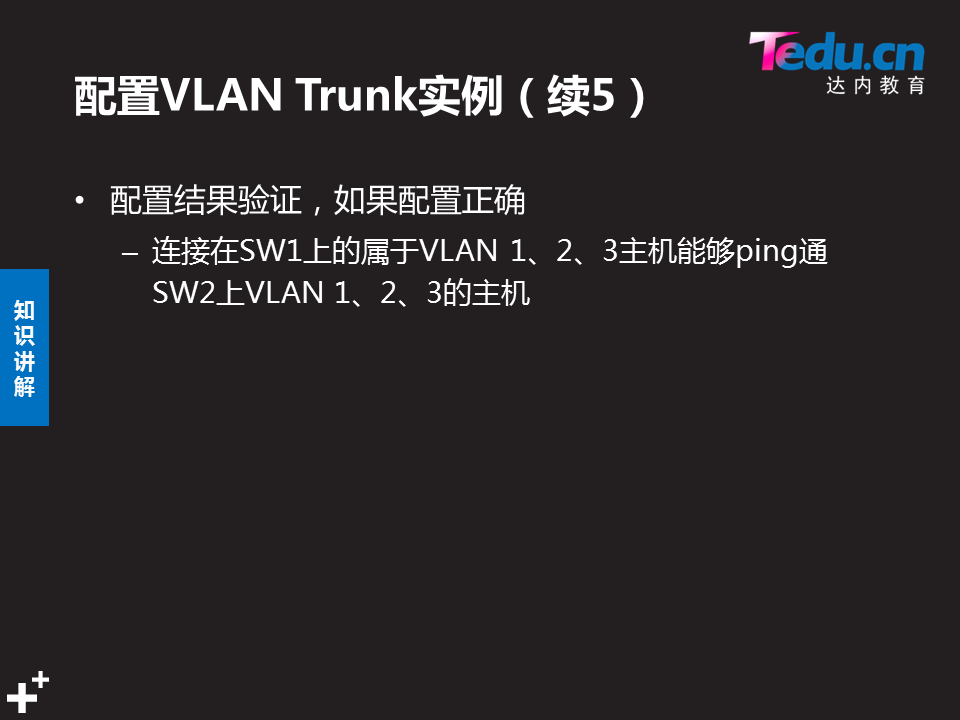 Tedu.cn
达内教育
配置VLAN Trunk实例（续5）
• 配置结果验证，如果配置正确
– 连接在SW1上的属于VLAN 1、2、3主机能够ping通
SW2上VLAN 1、2、3的主机
知
识
讲
解